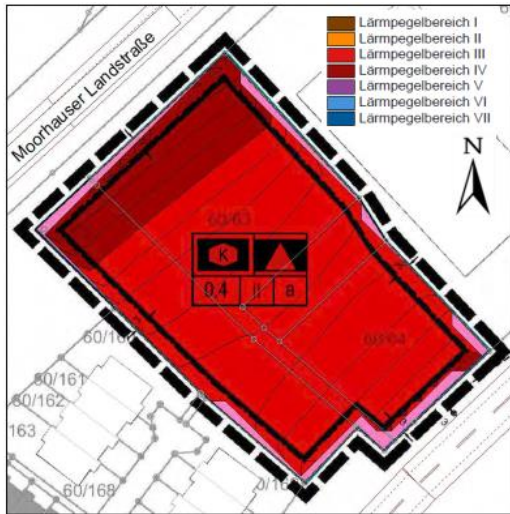 Lärmpegelbereich I
Lärmpegelbereich II
Lärmpegelbereich III
Lärmpegelbereich IV
Lärmpegelbereich V
Lärmpegelbereich VI
Lärmpegelbereich VII
Moorhauser Landstraße
N
60/63
K
0,4 II a
60/161
60/162
163
60/168